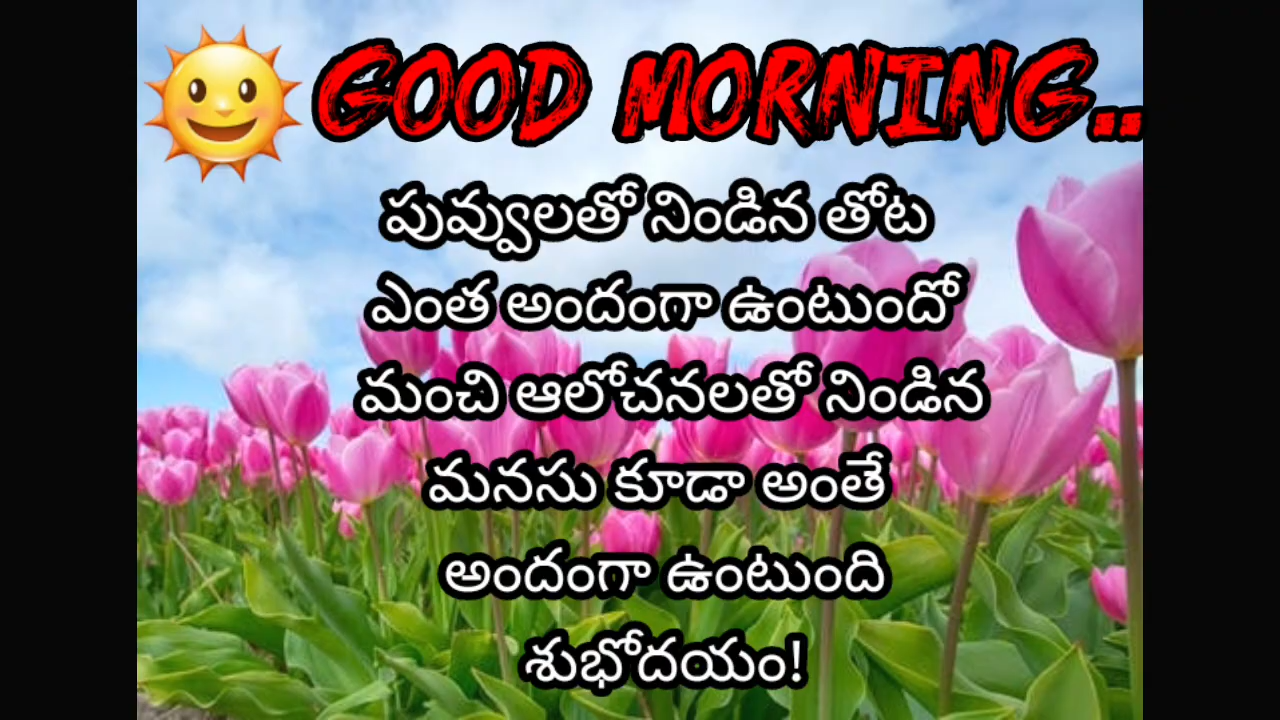 GOOD MORNING..
పువ్వులతో నిండిన తోట
ఎంత అందంగా ఉంటుందో
మంచి ఆలోచనలతో నిండిన
మనసు కూడా అంతే
అందంగా ఉంటుంది
శుభోదయం!